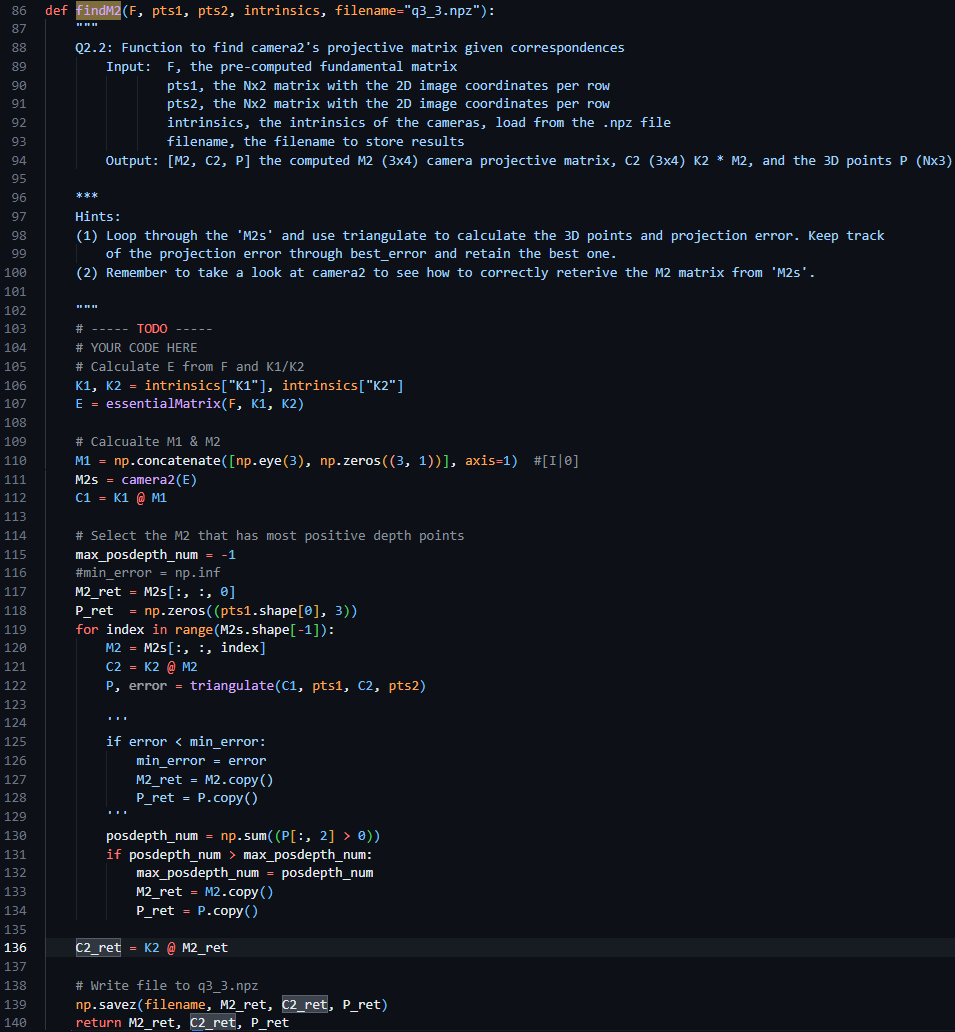 86 def findM2(F, pts1, pts2, intrinsics, filename="q3_3.npz"):
87     """
88     Q2.2: Function to find camera2's projective matrix given correspondences
89         Input:  F, the pre-computed fundamental matrix
90                 pts1, the Nx2 matrix with the 2D image coordinates per row
91                 pts2, the Nx2 matrix with the 2D image coordinates per row
92                 intrinsics, the intrinsics of the cameras, load from the .npz file
93                 filename, the filename to store results
94         Output: [M2, C2, P] the computed M2 (3x4) camera projective matrix, C2 (3x4) K2 * M2, and the 3D points P (Nx3)
95
96     ***
97     Hints:
98     (1) Loop through the 'M2s' and use triangulate to calculate the 3D points and projection error. Keep track
99         of the projection error through best_error and retain the best one.
100     (2) Remember to take a look at camera2 to see how to correctly reterive the M2 matrix from 'M2s'.
101
102     """
103     # ----- TODO -----
104     # YOUR CODE HERE
105     # Calculate E from F and K1/K2
106     K1, K2 = intrinsics["K1"], intrinsics["K2"]
107     E = essentialMatrix(F, K1, K2)
108
109     # Calcualte M1 & M2
110     M1 = np.concatenate([np.eye(3), np.zeros((3, 1))], axis=1)  #[I|0]
111     M2s = camera2(E)
112     C1 = K1 @ M1
113
114     # Select the M2 that has most positive depth points
115     max_posdepth_num = -1
116     #min_error = np.inf
117     M2_ret = M2s[:, :, 0]
118     P_ret  = np.zeros((pts1.shape[0], 3))
119     for index in range(M2s.shape[-1]):
120         M2 = M2s[:, :, index]
121         C2 = K2 @ M2
122         P, error = triangulate(C1, pts1, C2, pts2)
123
124         '''
125         if error < min_error:
126             min_error = error
127             M2_ret = M2.copy()
128             P_ret = P.copy()
129         '''
130         posdepth_num = np.sum((P[:, 2] > 0))
131         if posdepth_num > max_posdepth_num:
132             max_posdepth_num = posdepth_num
133             M2_ret = M2.copy()
134             P_ret = P.copy()
135
136     C2_ret = K2 @ M2_ret
137
138     # Write file to q3_3.npz
139     np.savez(filename, M2_ret, C2_ret, P_ret)
140     return M2_ret, C2_ret, P_ret